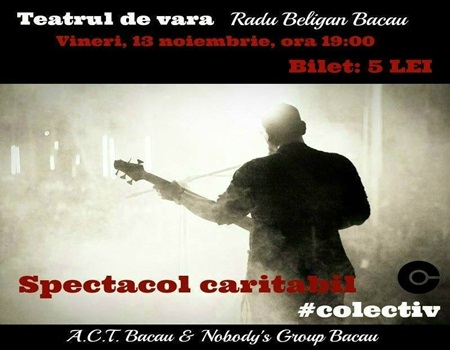 Teatrul de vara Radu Beligan Bacau
Vineri, 13 noiembrie, ora 19:00
Bilet: 5 LEI
Spectacol caritabil
#colectiv
A.C.T. Bacau & Nobody's Group Bacau